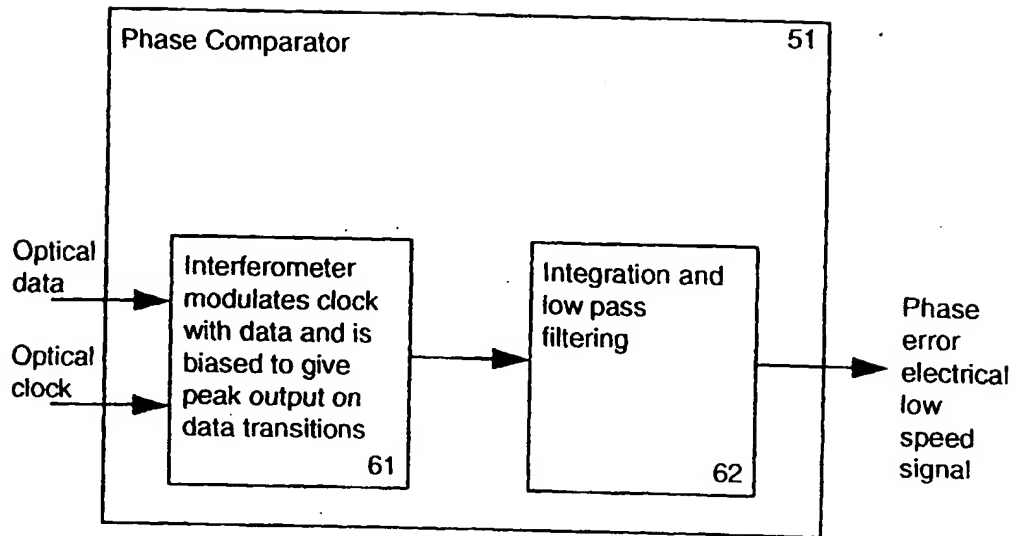 Phase Comparator
51
Optical
data
Optical
clock
Interferometer
modulates clock
with data and is
biased to give
peak output on
data transitions
61
Integration and
low pass
filtering
62
Phase
error
electrical
low
speed
signal